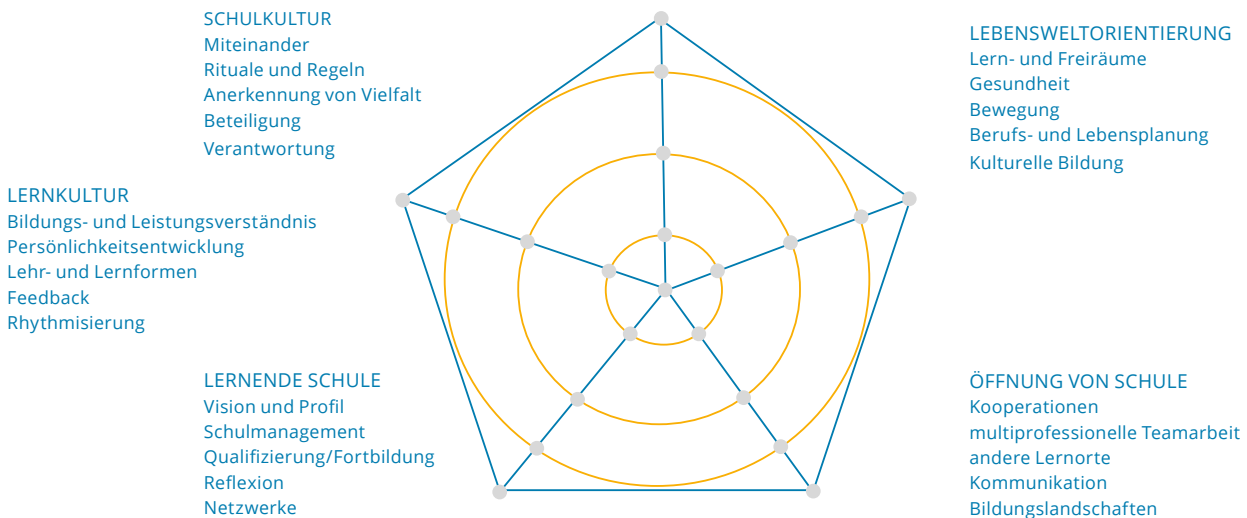 SCHULKULTUR
Miteinander
Rituale und Regeln
Anerkennung von Vielfalt
Beteiligung
Verantwortung
LEBENSWELTORIENTIERUNG
Lern- und Freiräume
Gesundheit
Bewegung
Berufs- und Lebensplanung
Kulturelle Bildung
LERNKULTUR
Bildungs- und Leistungsverständnis
Persönlichkeitsentwicklung
Lehr- und Lernformen
Feedback
Rhythmisierung
LERNENDE SCHULE
Vision und Profil
Schulmanagement
Qualifizierung/Fortbildung
Reflexion
Netzwerke
ÖFFNUNG VON SCHULE
Kooperationen
multiprofessionelle Teamarbeit
andere Lernorte
Kommunikation
Bildungslandschaften